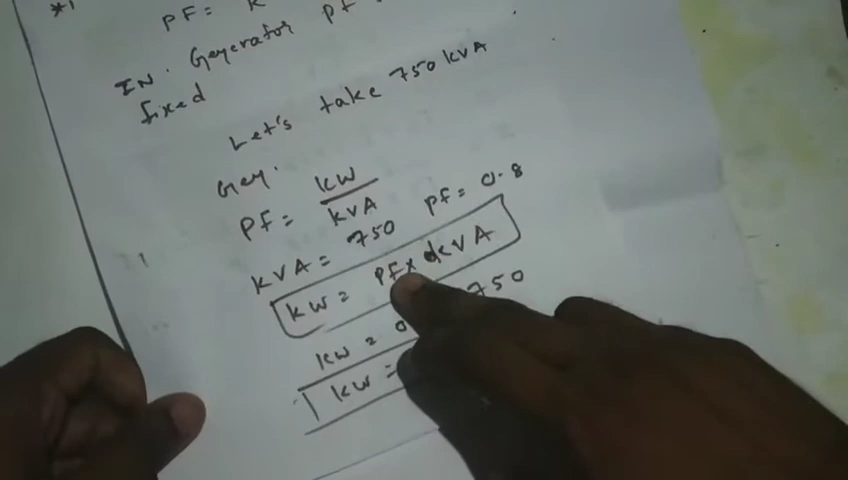 *1
PF = K
IN. Generator Pf
fixed
Let's take 750 kVA
Gen.
PF = kW / kVA
kVA = 750 Pf = 0.8
kW = PF x kVA
kW = 0 750
kW =